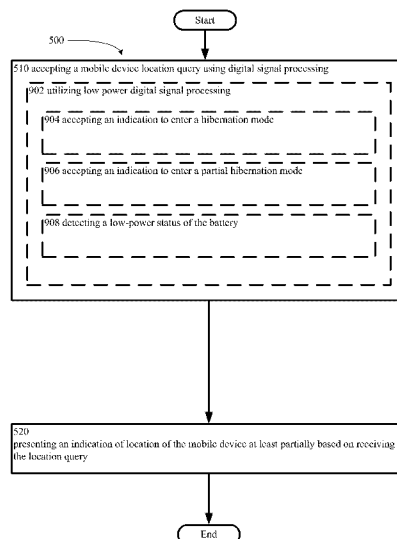 Start
500
510 accepting a mobile device location query using digital signal processing
902 utilizing low power digital signal processing
904 accepting an indication to enter a hibernation mode
906 accepting an indication to enter a partial hibernation mode
908 detecting a low-power status of the battery
520
presenting an indication of location of the mobile device at least partially based on receiving
the location query
End